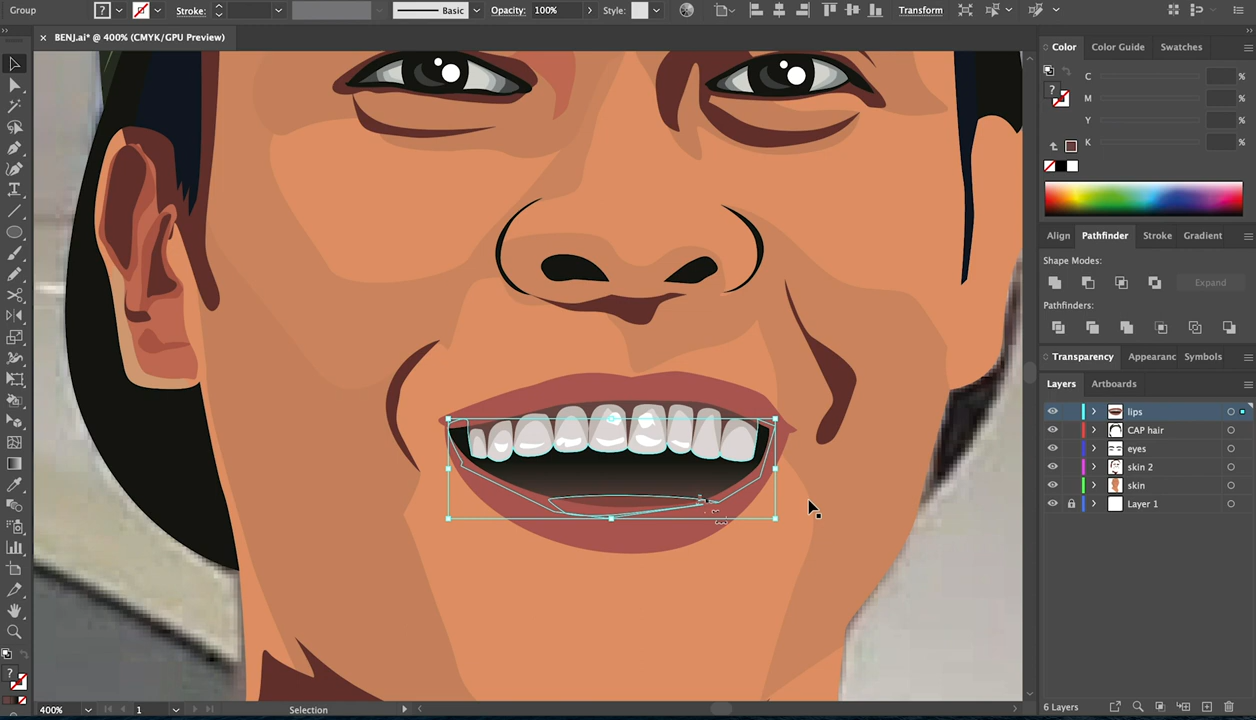 Group
?
Stroke:
Basic
Opacity:
100%
Style:
Transform
× BENJ.ai* @ 400% (CMYK/GPU Preview)
Color
Color Guide
Swatches
C
%
M
%
Y
%
K
%
?
Align
Pathfinder
Stroke
Gradient
Shape Modes:
Expand
Pathfinders:
Transparency
Appearanc
Symbols
Layers
Artboards
lips
CAP hair
eyes
skin 2
skin
Layer 1
?
400%
1
Selection
6 Layers